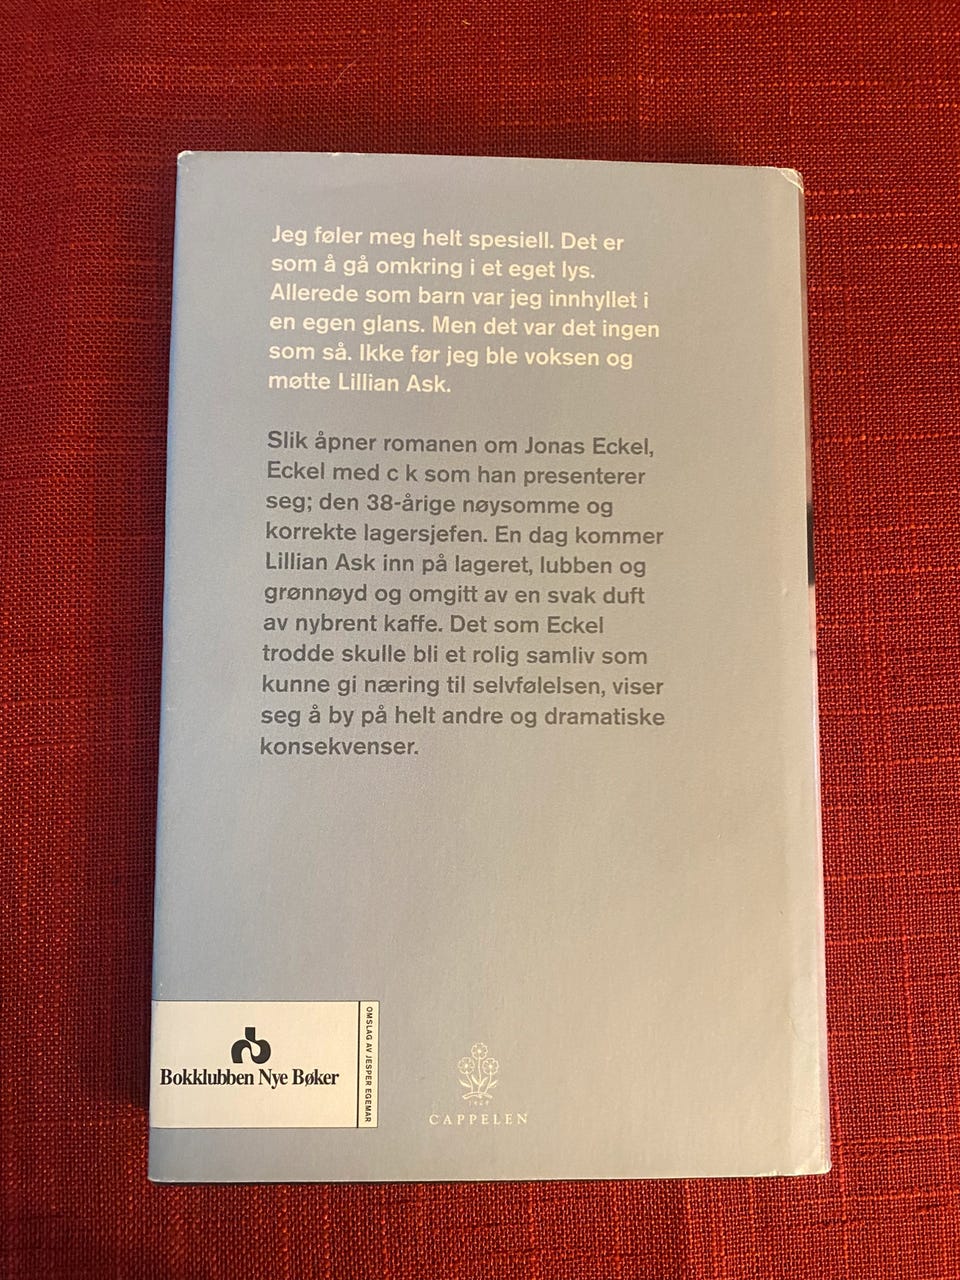 Jeg føler meg helt spesiell. Det er
som å gå omkring i et eget lys.
Allerede som barn var jeg innhyllet i
en egen glans. Men det var det ingen
som så. Ikke før jeg ble voksen og
møtte Lillian Ask.
Slik åpner romanen om Jonas Eckel,
Eckel med c k som han presenterer
seg; den 38-årige nøysomme og
korrekte lagersjefen. En dag kommer
Lillian Ask inn på lageret, lubben og
grønnøyd og omgitt av en svak duft
av nybrent kaffe. Det som Eckel
trodde skulle bli et rolig samliv som
kunne gi næring til selvfølelsen, viser
seg å by på helt andre og dramatiske
konsekvenser.
Bokklubben Nye Bøker
OMSLAG AV JESPER EGEMAR
CAPPELEN